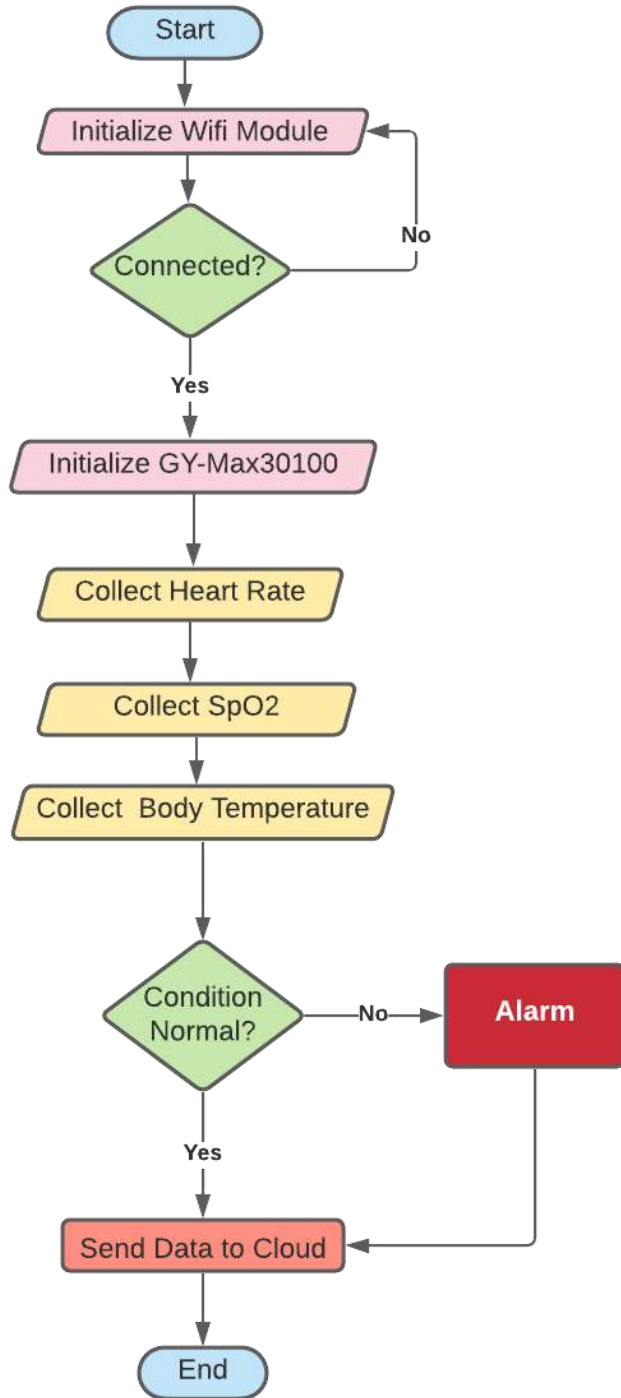 Start
Initialize Wifi Module
No
Connected?
Yes
Initialize GY-Max30100
Collect Heart Rate
Collect SpO2
Collect  Body Temperature
Condition
Normal?
No
Alarm
Yes
Send Data to Cloud
End